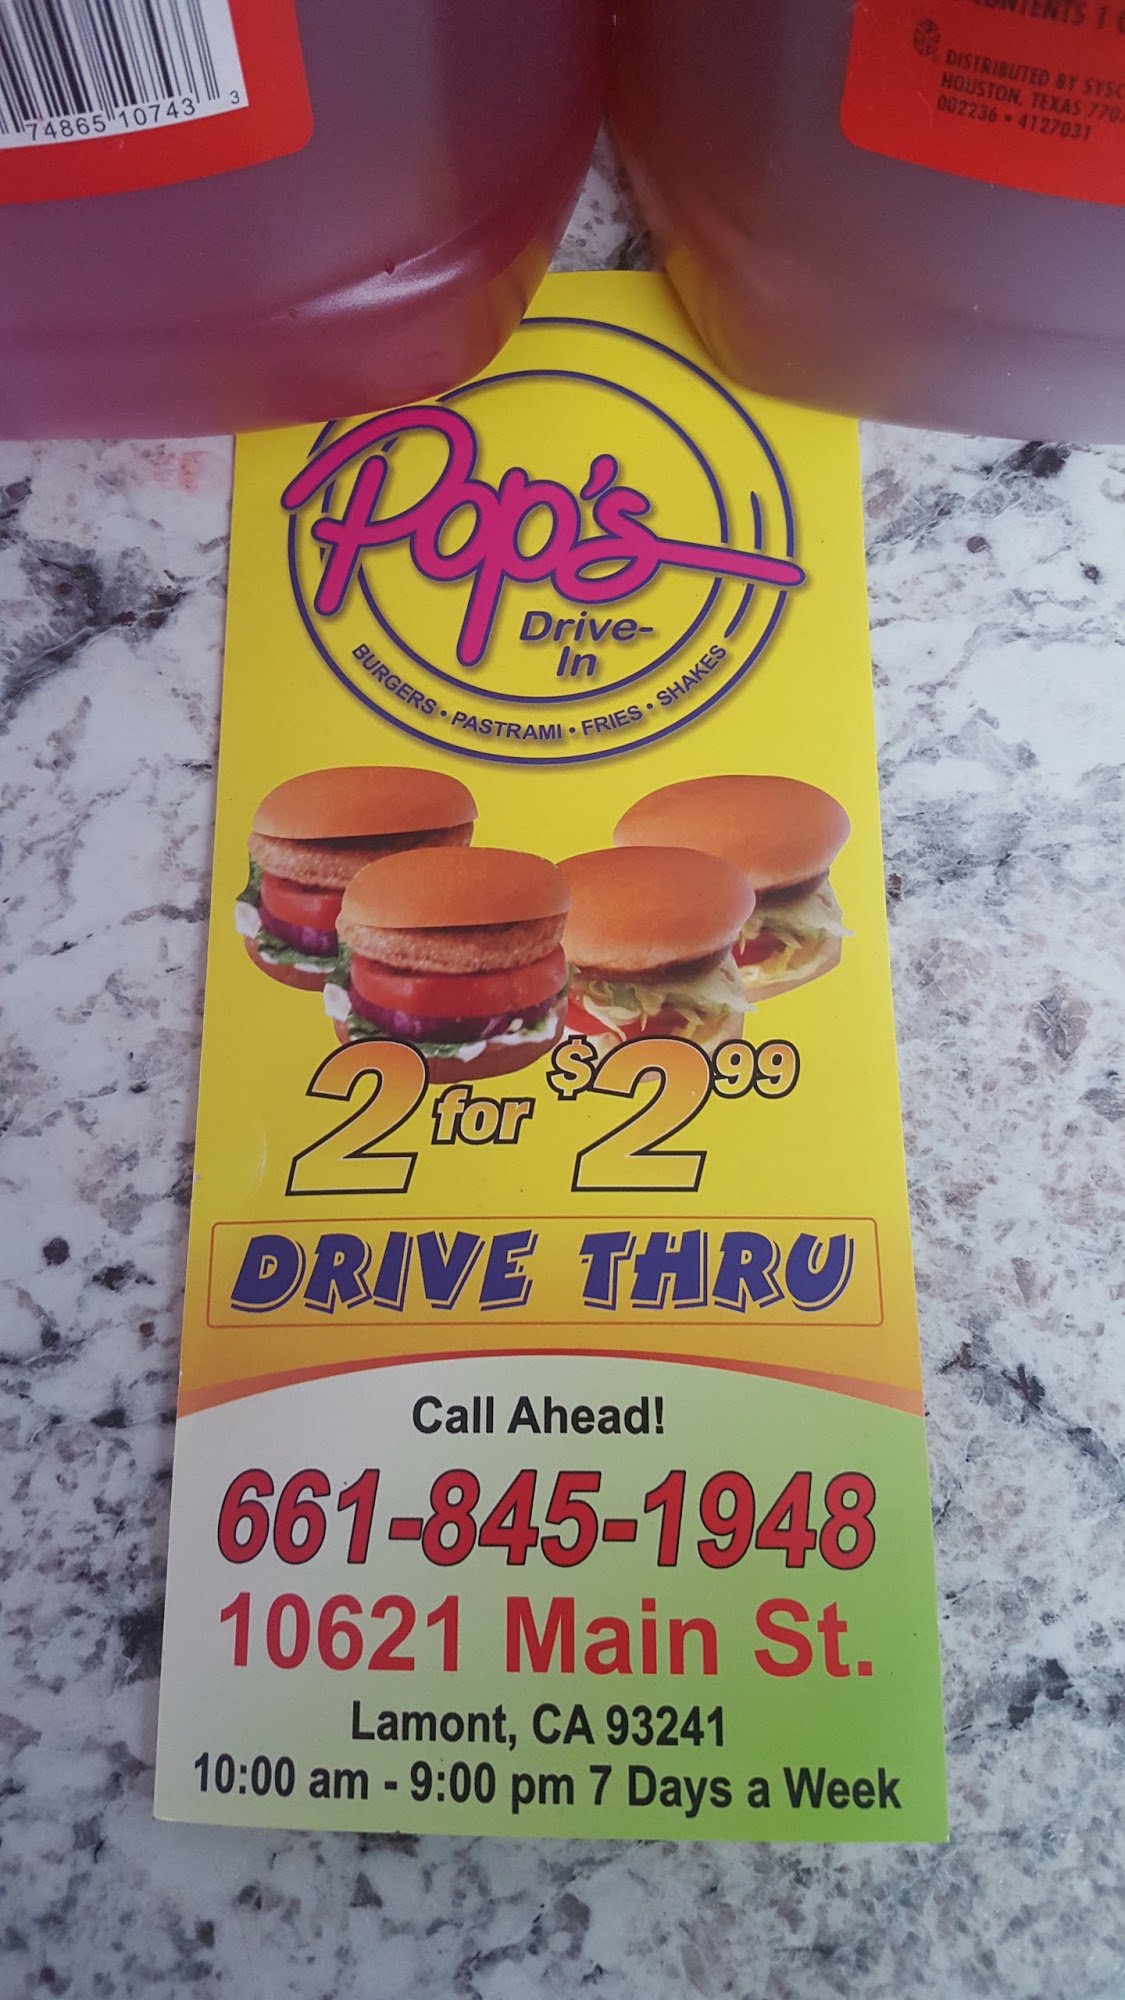 74865 10743 3
CONTENTS 1
DISTRIBUTED BY
HOUSTON, TEXAS
002236 • 4127031
Pop's
Drive-
In
BURGERS • PASTRAMI • FRIES • SHAKES
2 for $2.99
DRIVE THRU
Call Ahead!
661-845-1948
10621 Main St.
Lamont, CA 93241
10:00 am - 9:00 pm 7 Days a Week